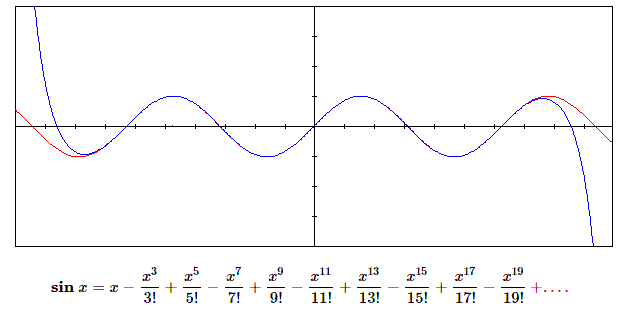 sin x = x − x³/3! + x⁵/5! − x⁷/7! + x⁹/9! − x¹¹/11! + x¹³/13! − x¹⁵/15! + x¹⁷/17! − x¹⁹/19! + . . . .